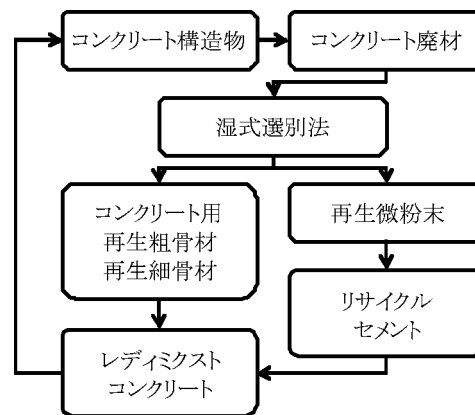 コンクリート構造物
コンクリート廃材
湿式選別法
コンクリート用
再生粗骨材
再生細骨材
再生微粉末
リサイクル
セメント
レディミクスト
コンクリート